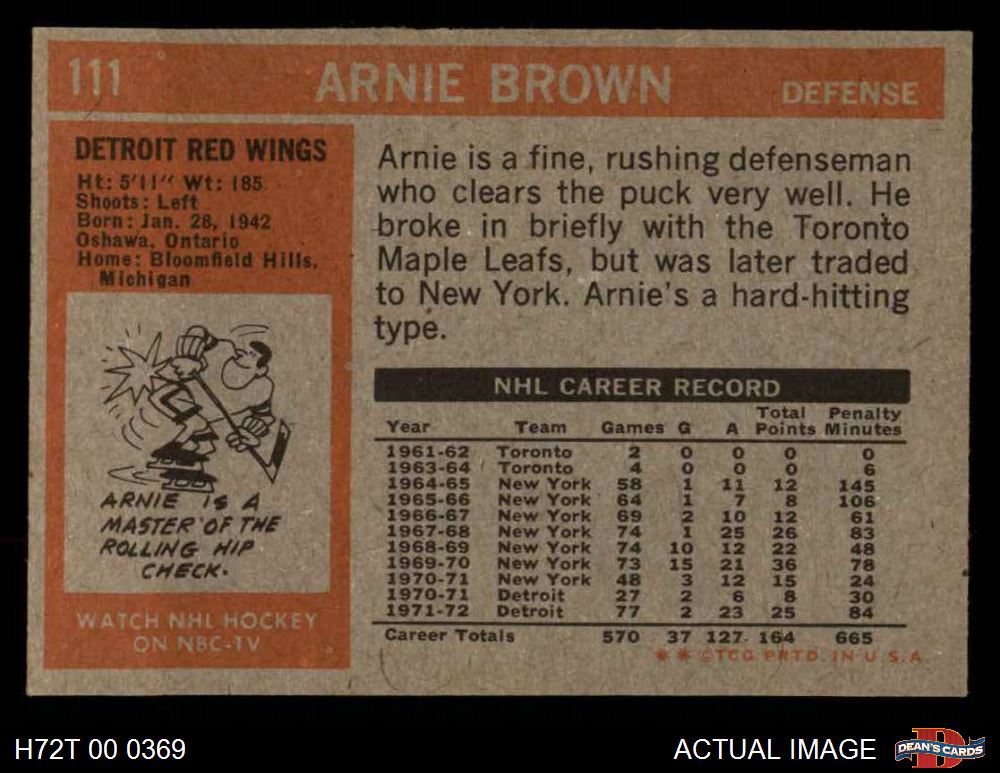 111 ARNIE BROWN DEFENSE
DETROIT RED WINGS
Ht: 5'11" Wt: 185
Shoots: Left
Born: Jan. 28, 1942
Oshawa, Ontario
Home: Bloomfield Hills,
Michigan
ARNIE IS A
MASTER OF THE
ROLLING HIP
CHECK.
WATCH NHL HOCKEY
ON NBC-TV
Arnie is a fine, rushing defenseman
who clears the puck very well. He
broke in briefly with the Toronto
Maple Leafs, but was later traded
to New York. Arnie's a hard-hitting
type.
NHL CAREER RECORD
Total Penalty
Year Team Games G A Points Minutes
1961-62 Toronto 2 0 0 0 0
1963-64 Toronto 4 0 0 0 6
1964-65 New York 58 1 11 12 145
1965-66 New York 64 1 7 8 106
1966-67 New York 69 2 10 12 61
1967-68 New York 74 1 25 26 83
1968-69 New York 74 10 12 22 48
1969-70 New York 73 15 21 36 78
1970-71 New York 48 3 12 15 24
1970-71 Detroit 27 2 6 8 30
1971-72 Detroit 77 2 23 25 84
Career Totals 570 37 127 164 665
* * ©TCG PRTD. IN U.S.A.
H72T 00 0369 ACTUAL IMAGE DEAN'S CARDS